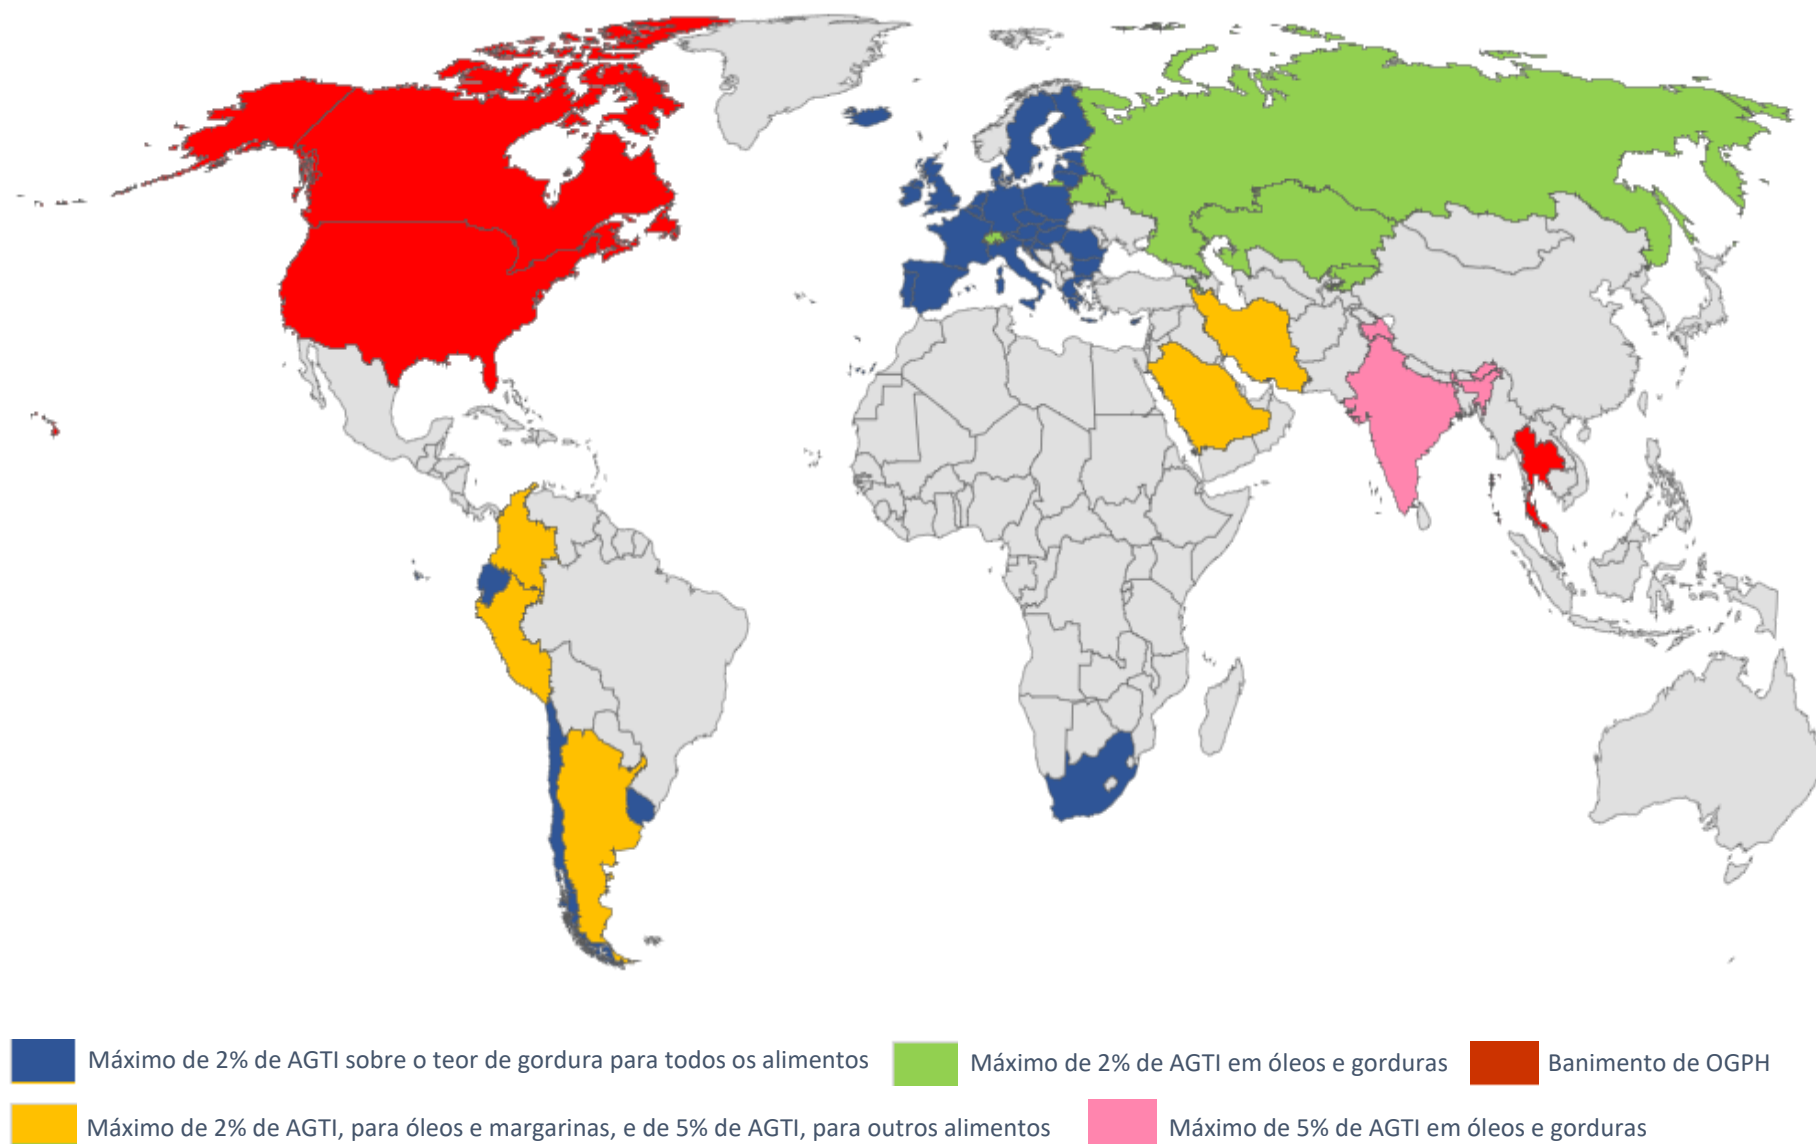 Máximo de 2% de AGTI sobre o teor de gordura para todos os alimentos
Máximo de 2% de AGTI em óleos e gorduras
Banimento de OGPH
Máximo de 2% de AGTI, para óleos e margarinas, e de 5% de AGTI, para outros alimentos
Máximo de 5% de AGTI em óleos e gorduras